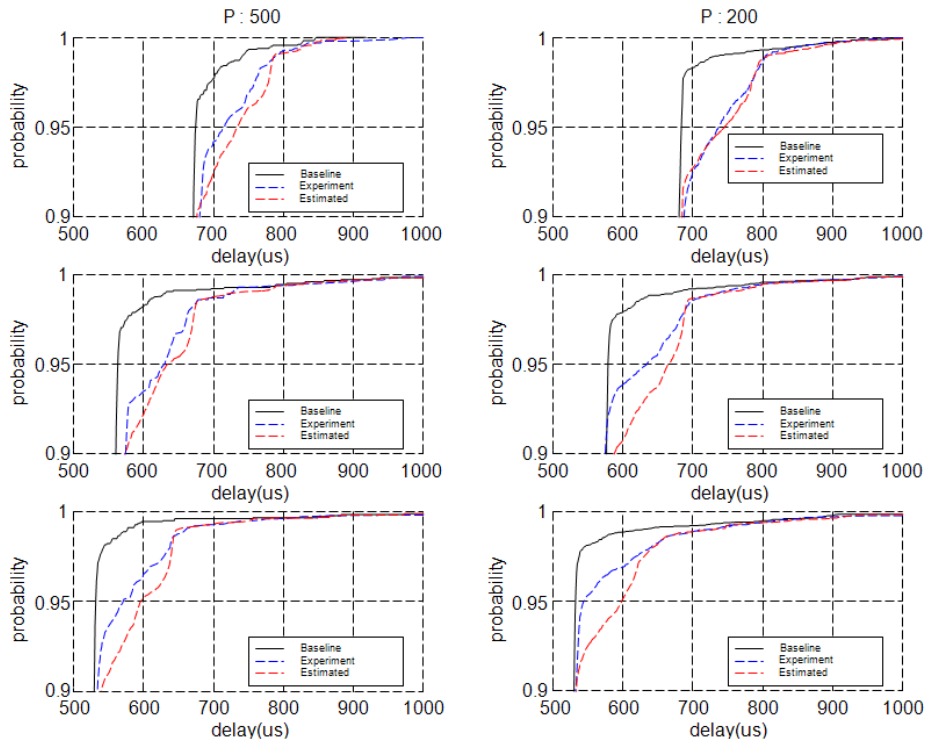 P : 500
1
0.95
0.9
probability
Baseline
Experiment
Estimated
500 600 700 800 900 1000
delay(us)
P : 200
1
0.95
0.9
probability
Baseline
Experiment
Estimated
500 600 700 800 900 1000
delay(us)
1
0.95
0.9
probability
Baseline
Experiment
Estimated
500 600 700 800 900 1000
delay(us)
1
0.95
0.9
probability
Baseline
Experiment
Estimated
500 600 700 800 900 1000
delay(us)
1
0.95
0.9
probability
Baseline
Experiment
Estimated
500 600 700 800 900 1000
delay(us)
1
0.95
0.9
probability
Baseline
Experiment
Estimated
500 600 700 800 900 1000
delay(us)